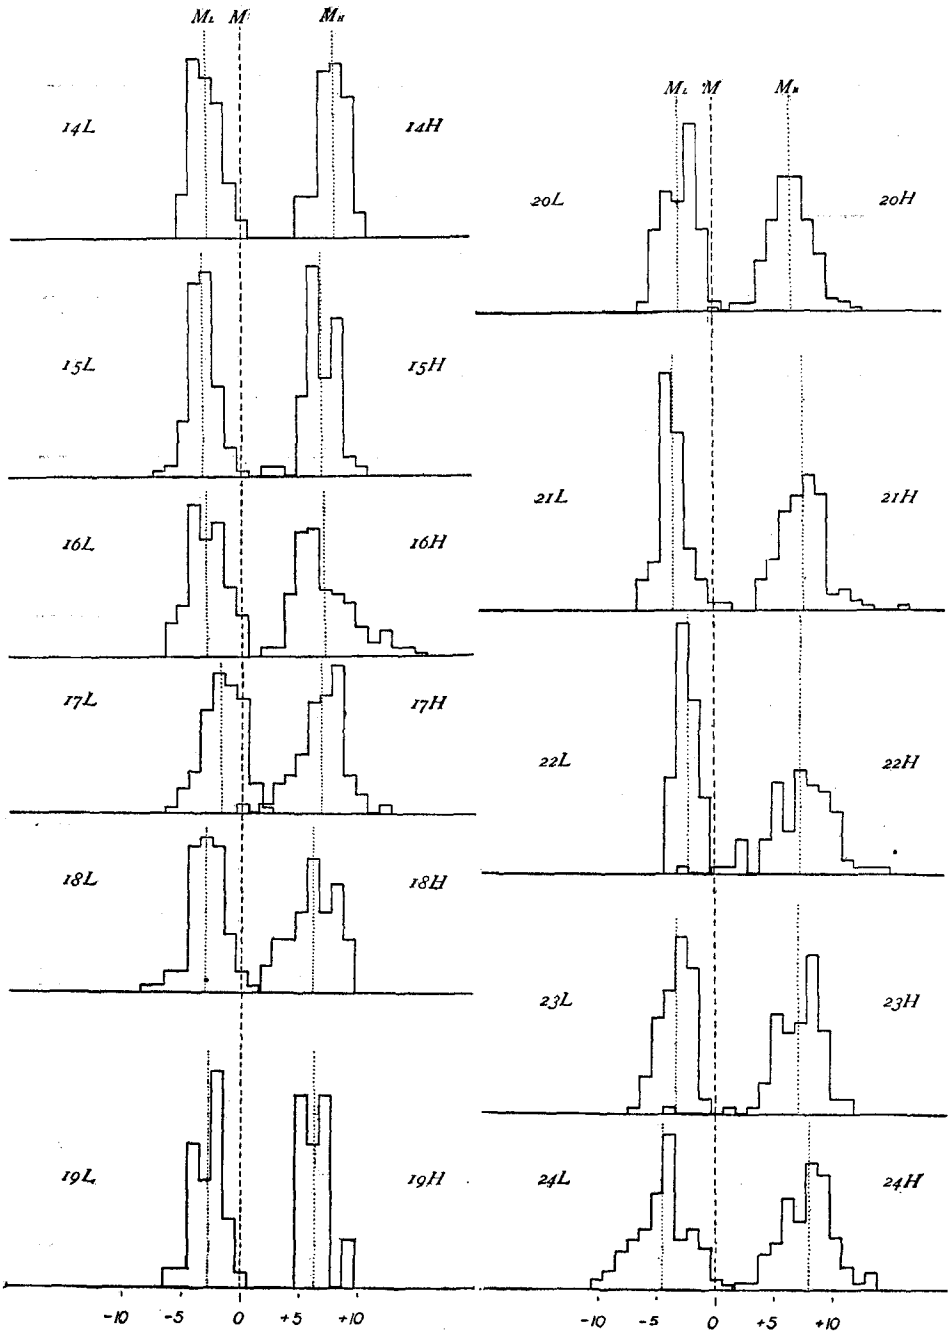 M_L M M_H
14L 14H
15L 15H
16L 16H
17L 17H
18L 18H
19L 19H
-10 -5 0 +5 +10
M_L M M_H
20L 20H
21L 21H
22L 22H
23L 23H
24L 24H
-10 -5 0 +5 +10